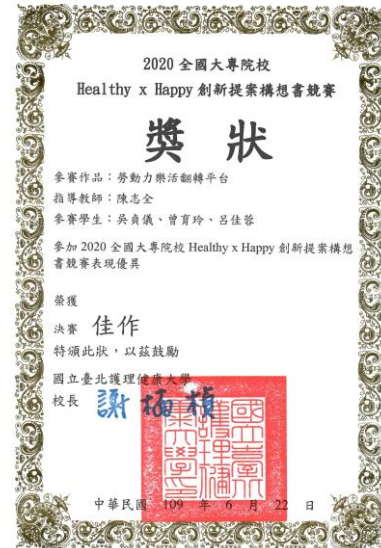 2020 全國大專院校
Healthy x Happy 創新提案構想書競賽
獎狀
參賽作品：勞動力樂活翻轉平台
指導教師：陳志全
參賽學生：吳貞儀、曾育玲、呂佳蓉
參加 2020 全國大專院校 Healthy x Happy 創新提案構想
書競賽表現優異
榮獲
決賽 佳作
特頒此狀，以茲鼓勵
國立臺北護理健康大學
校長 謝楠楨
中華民國 109 年 6 月 22 日